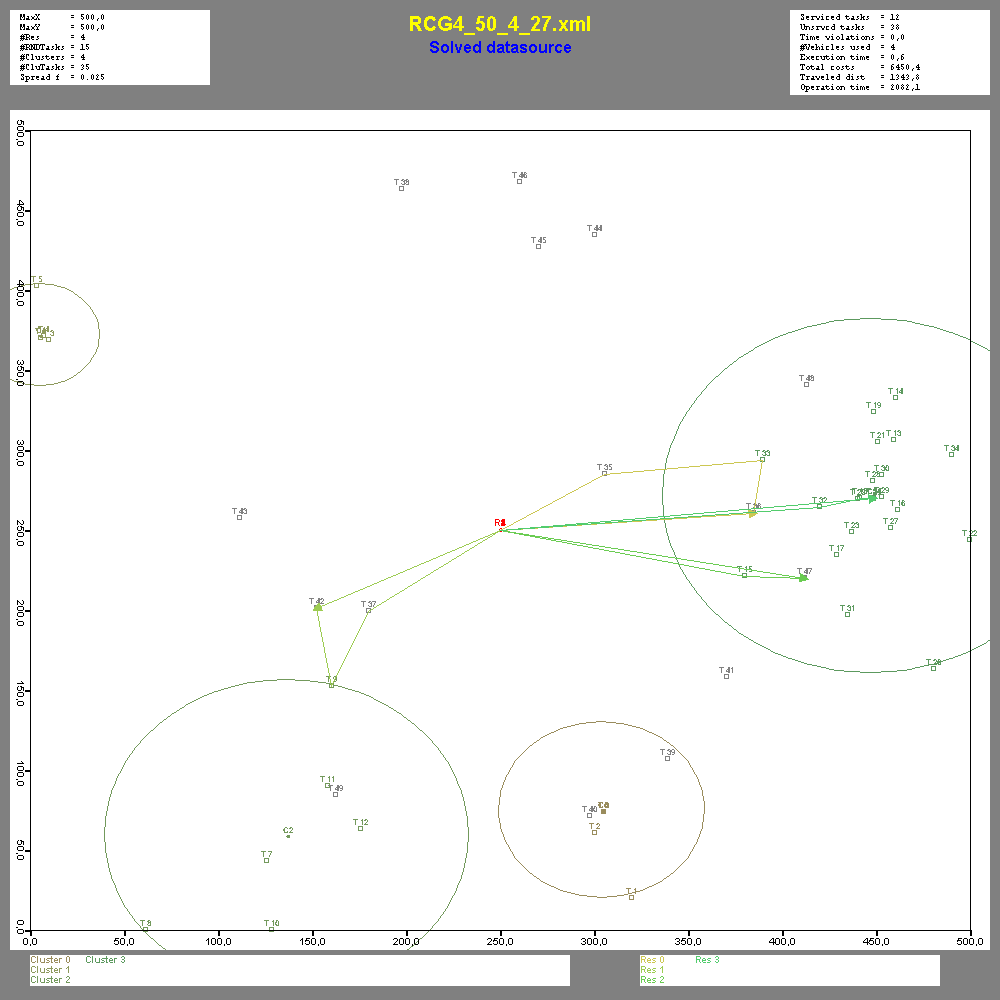 MaxX = 500,0
MaxY = 500,0
#Res = 4
#RNDTasks = 15
#Clusters = 4
#CluTasks = 35
Spread f = 0.025
RCG4_50_4_27.xml
Solved datasource
Serviced tasks = 12
Unsrvcd tasks = 38
Time violations = 0,0
#Vehicles used = 4
Execution time = 0,6
Total costs = 6450,4
Traveled dist = 1343,8
Operation time = 2082,1
500,0
450,0
400,0
350,0
300,0
250,0
200,0
150,0
100,0
50,0
0,0
T 38
T 46
T 45
T 44
T 5
T 48
T 14
T 19
T 21
T 13
T 34
T 33
T 35
T 30
T 32
T 16
T 43
T 23
T 27
T 22
T 17
T 15
T 47
T 42
T 37
T 31
T 26
T 41
T 9
T 39
T 11
T 49
T 40
T 2
T 12
C2
T 7
T 1
T 8
T 10
0,0 50,0 100,0 150,0 200,0 250,0 300,0 350,0 400,0 450,0 500,0
Cluster 0 Cluster 3
Cluster 1
Cluster 2
Res 0 Res 3
Res 1
Res 2